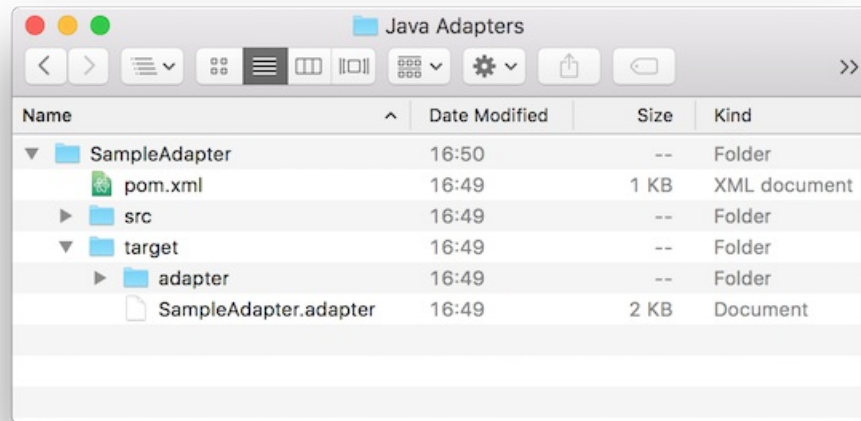 Java Adapters
Name Date Modified Size Kind
SampleAdapter 16:50 -- Folder
pom.xml 16:49 1 KB XML document
src 16:49 -- Folder
target 16:49 -- Folder
adapter 16:49 -- Folder
SampleAdapter.adapter 16:49 2 KB Document